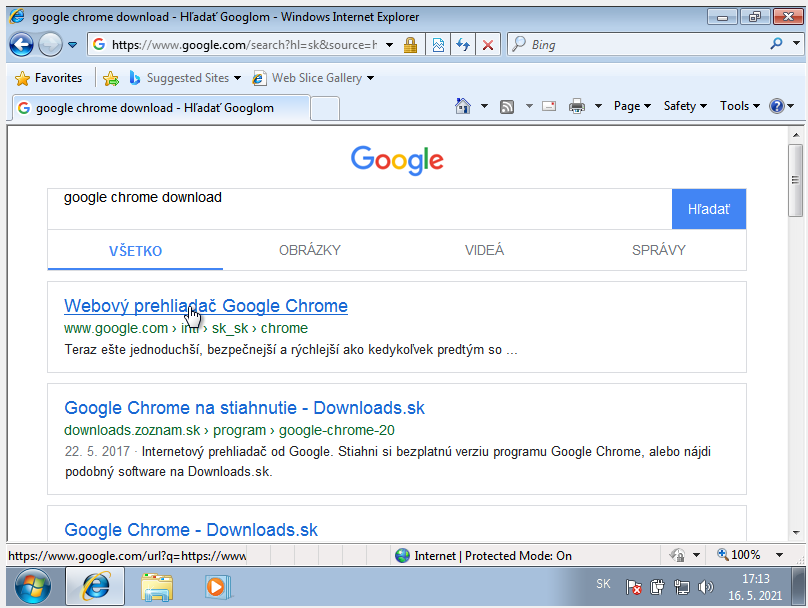 google chrome download - Hľadať Googlom - Windows Internet Explorer
https://www.google.com/search?hl=sk&source=h
Bing
Favorites Suggested Sites Web Slice Gallery
google chrome download - Hľadať Googlom Page Safety Tools
Google
google chrome download
Hľadať
VŠETKO OBRÁZKY VIDEÁ SPRÁVY
Webový prehliadač Google Chrome
www.google.com › intl › sk_sk › chrome
Teraz ešte jednoduchší, bezpečnejší a rýchlejší ako kedykoľvek predtým so ...
Google Chrome na stiahnutie - Downloads.sk
downloads.zoznam.sk › program › google-chrome-20
22. 5. 2017 · Internetový prehliadač od Google. Stiahni si bezplatnú verziu programu Google Chrome, alebo nájdi
podobný software na Downloads.sk.
Google Chrome - Downloads.sk
https://www.google.com/url?q=https://www Internet | Protected Mode: On 100%
SK 17:13
16. 5. 2021